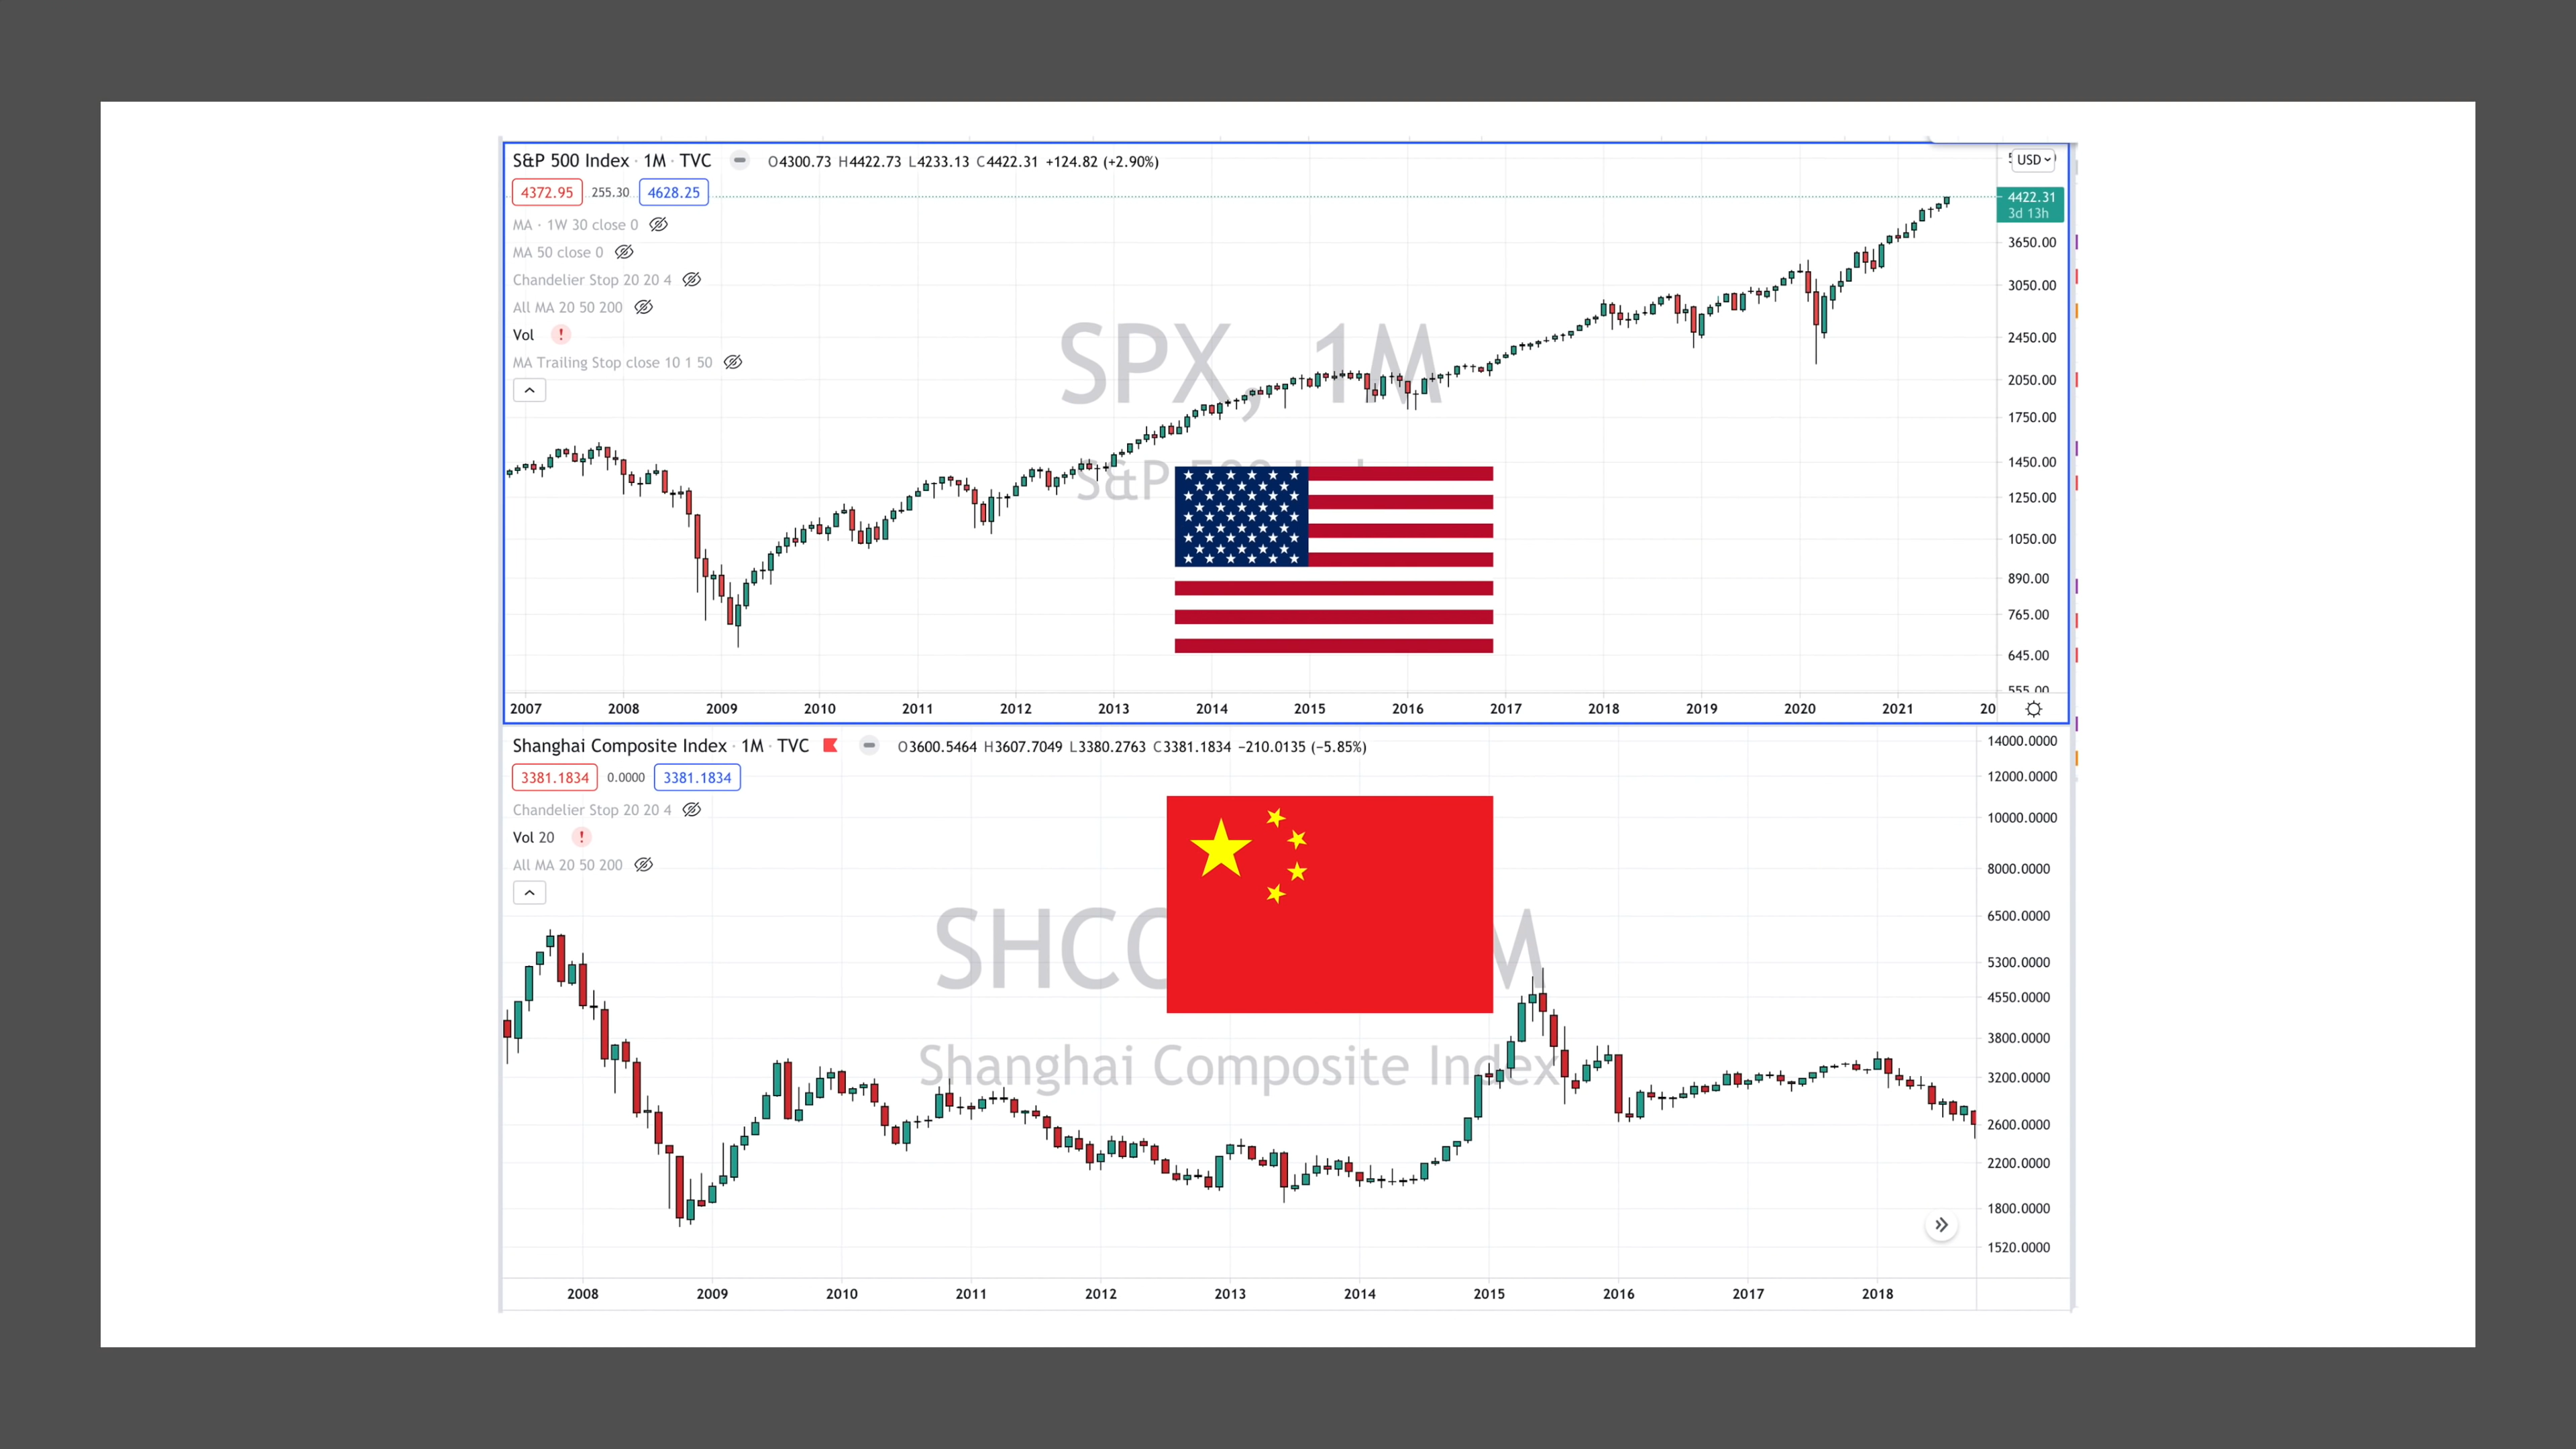 S&P 500 Index · 1M · TVC O4300.73 H4422.73 L4233.13 C4422.31 +124.82 (+2.90%)
USD
4372.95 255.30 4628.25
4422.31
3d 13h
MA · 1W 30 close 0
MA 50 close 0
Chandelier Stop 20 20 4
All MA 20 50 200
Vol !
MA Trailing Stop close 10 1 50
SPX, 1M
S&P
3650.00
3050.00
2450.00
2050.00
1750.00
1450.00
1250.00
1050.00
890.00
765.00
645.00
555.00
2007 2008 2009 2010 2011 2012 2013 2014 2015 2016 2017 2018 2019 2020 2021 20
Shanghai Composite Index · 1M · TVC O3600.5464 H3607.7049 L3380.2763 C3381.1834 −210.0135 (−5.85%)
3381.1834 0.0000 3381.1834
Chandelier Stop 20 20 4
Vol 20 !
All MA 20 50 200
SHCO M
Shanghai Composite Index
14000.0000
12000.0000
10000.0000
8000.0000
6500.0000
5300.0000
4550.0000
3800.0000
3200.0000
2600.0000
2200.0000
1800.0000
1520.0000
2008 2009 2010 2011 2012 2013 2014 2015 2016 2017 2018